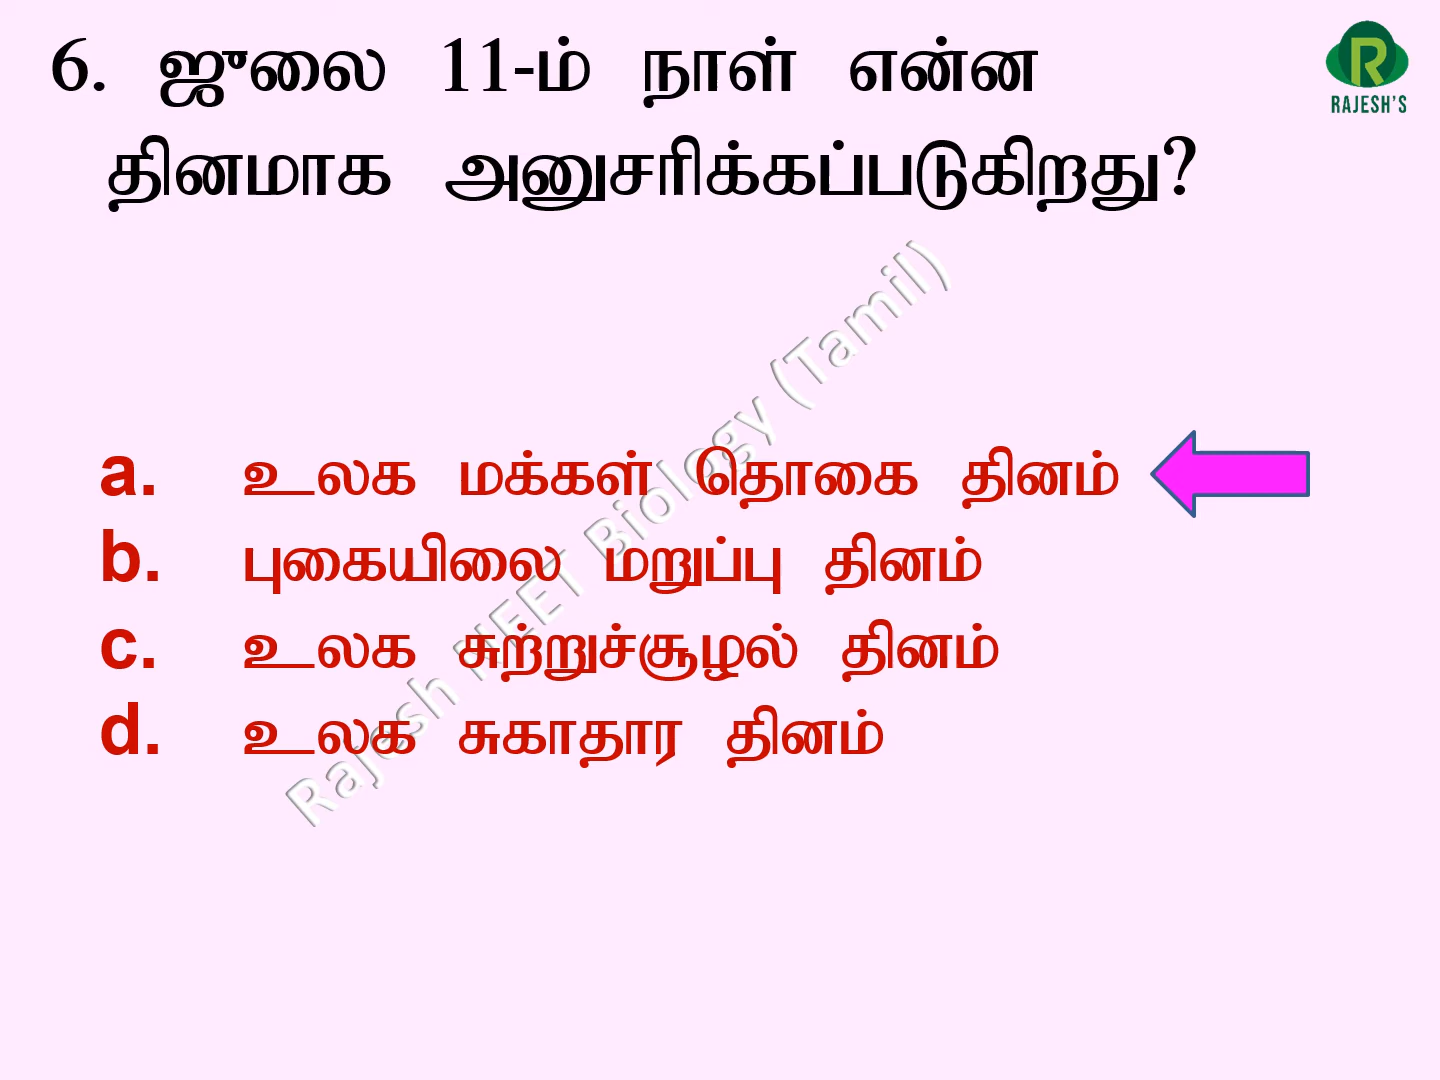 6. ஜுலை 11-ம் நாள் என்ன
தினமாக அனுசரிக்கப்படுகிறது?
R
RAJESH'S
a. உலக மக்கள் தொகை தினம்
b. புகையிலை மறுப்பு தினம்
c. உலக சுற்றுச்சூழல் தினம்
d. உலக சுகாதார தினம்
Rajesh NEET Biology (Tamil)